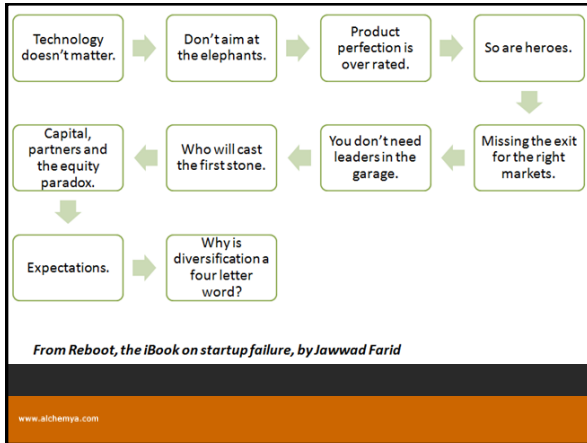 Technology
doesn't matter.
Don't aim at
the elephants.
Product
perfection is
over rated.
So are heroes.
Missing the exit
for the right
markets.
You don't need
leaders in the
garage.
Who will cast
the first stone.
Capital,
partners and
the equity
paradox.
Expectations.
Why is
diversification a
four letter
word?
From Reboot, the iBook on startup failure, by Jawwad Farid
www.alchemya.com